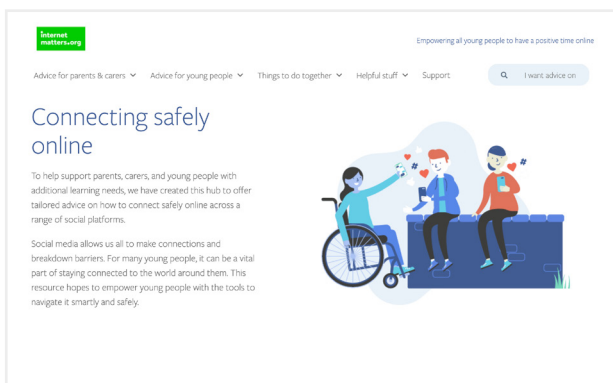 internet
matters.org
Empowering all young people to have a positive time online
Advice for parents & carers
Advice for young people
Things to do together
Helpful stuff
Support
I want advice on
Connecting safely
online
To help support parents, carers, and young people with
additional learning needs, we have created this hub to offer
tailored advice on how to connect safely online across a
range of social platforms.
Social media allows us all to make connections and
breakdown barriers. For many young people, it can be a vital
part of staying connected to the world around them. This
resource hopes to empower young people with the tools to
navigate it smartly and safely.